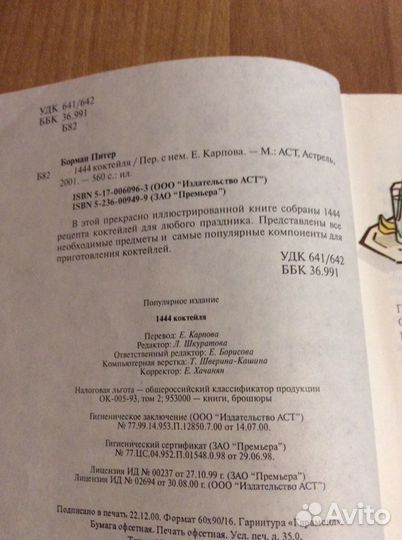 УДК 641/642
ББК 36.991
Б82
Борман Питер
Б82 1444 коктейля / Пер. с нем. Е. Карпова. — М.: АСТ, Астрель,
2001. — 560 с.: ил.
ISBN 5-17-006096-3 (ООО "Издательство АСТ")
ISBN 5-236-00949-9 (ЗАО "Премьера")
В этой прекрасно иллюстрированной книге собраны 1444
рецепта коктейлей для любого праздника. Представлены все
необходимые предметы и самые популярные компоненты для
приготовления коктейлей.
УДК 641/642
ББК 36.991
Популярное издание
1444 коктейля
Перевод: Е. Карпова
Редактор: Л. Шкуратова
Ответственный редактор: Е. Борисова
Компьютерная верстка: Т. Шверина-Кашина
Корректор: Е. Хачанян
Налоговая льгота — общероссийский классификатор продукции
ОК-005-93, том 2; 953000 — книги, брошюры
Гигиеническое заключение (ООО "Издательство АСТ")
№ 77.99.14.953.П.12850.7.00 от 14.07.00.
Гигиенический сертификат (ЗАО "Премьера")
№ 77.ЦС.04.952.П.01548.0.98 от 29.06.98.
Лицензия ИД № 00237 от 27.10.99 г. (ЗАО "Премьера")
Лицензия ИД № 02694 от 30.08.00 г. (ООО "Издательство АСТ")
Подписано в печать 22.12.00. Формат 60х90/16. Гарнитура
Бумага офсетная. Печать офсетная. Усл. печ. л. 35,0.
Avito